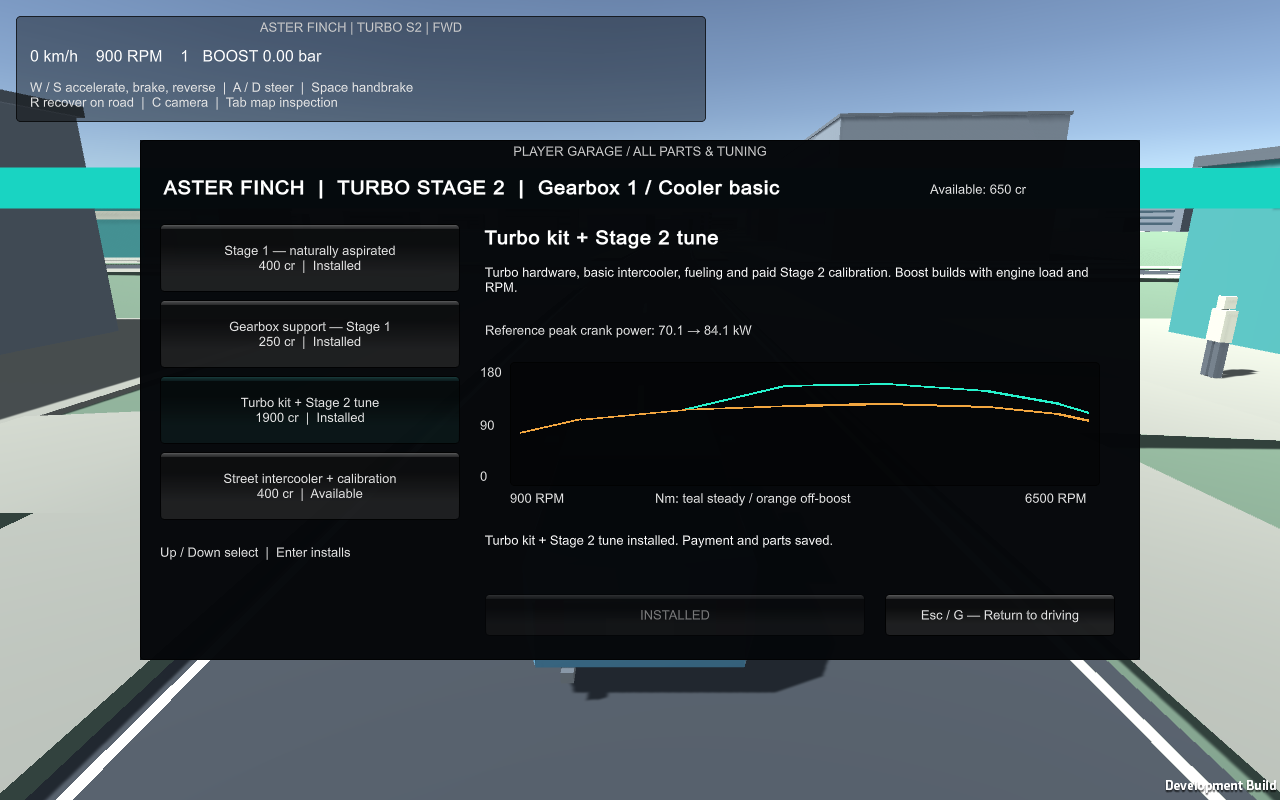 ASTER FINCH | TURBO S2 | FWD
0 km/h 900 RPM 1 BOOST 0.00 bar
W / S accelerate, brake, reverse | A / D steer | Space handbrake
R recover on road | C camera | Tab map inspection
PLAYER GARAGE / ALL PARTS & TUNING
ASTER FINCH | TURBO STAGE 2 | Gearbox 1 / Cooler basic
Available: 650 cr
Stage 1 — naturally aspirated
400 cr | Installed
Gearbox support — Stage 1
250 cr | Installed
Turbo kit + Stage 2 tune
1900 cr | Installed
Street intercooler + calibration
400 cr | Available
Up / Down select | Enter installs
Turbo kit + Stage 2 tune
Turbo hardware, basic intercooler, fueling and paid Stage 2 calibration. Boost builds with engine load and
RPM.
Reference peak crank power: 70.1 → 84.1 kW
180
90
0
900 RPM
Nm: teal steady / orange off-boost
6500 RPM
Turbo kit + Stage 2 tune installed. Payment and parts saved.
INSTALLED
Esc / G — Return to driving
Development Build